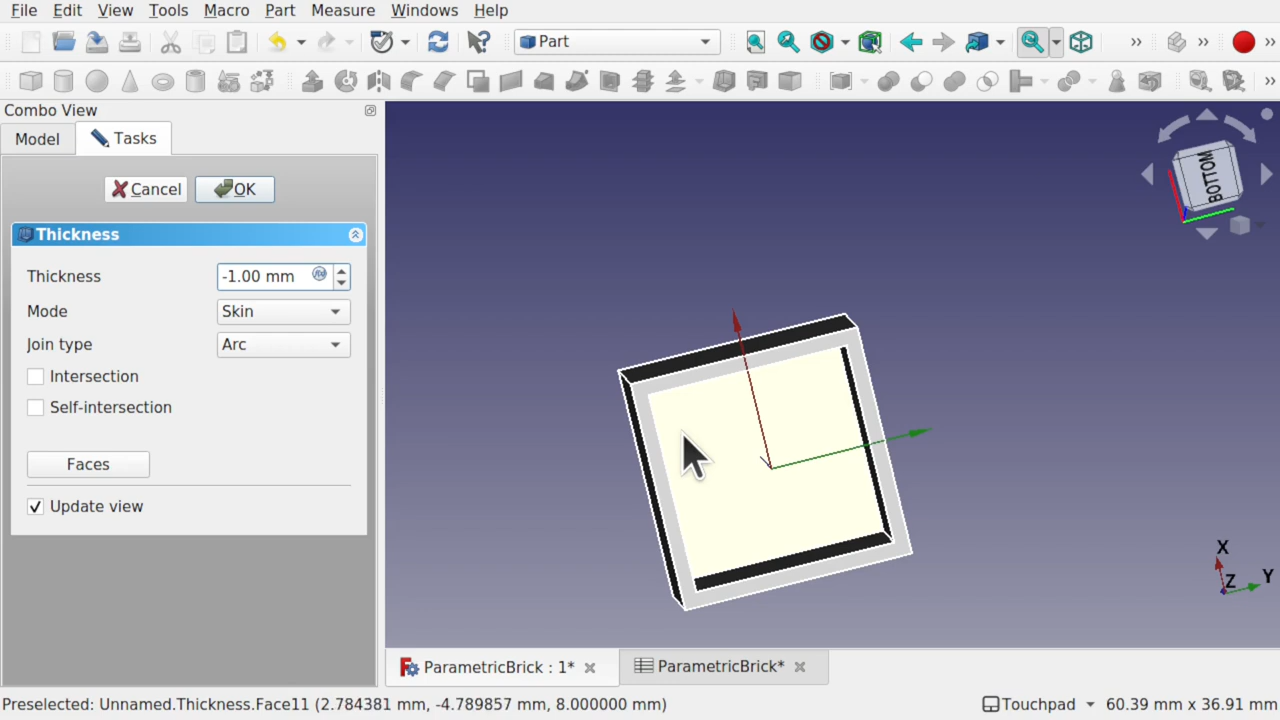 File Edit View Tools Macro Part Measure Windows Help
Part
Combo View
Model Tasks
BOTTOM
Cancel OK
Thickness
Thickness -1.00 mm
Mode Skin
Join type Arc
Intersection
Self-intersection
Faces
Update view
X
Z Y
ParametricBrick : 1* ParametricBrick*
Preselected: Unnamed.Thickness.Face11 (2.784381 mm, -4.789857 mm, 8.000000 mm) Touchpad 60.39 mm x 36.91 mm